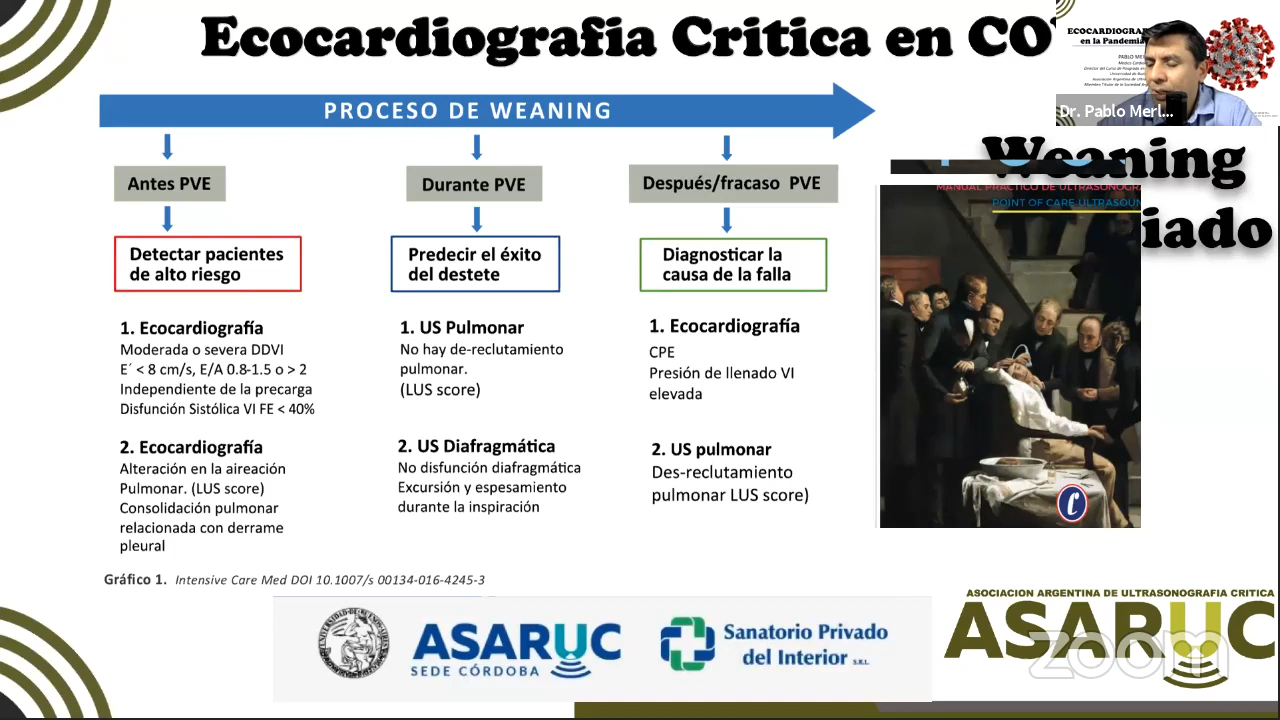 Ecocardiografia Critica en CO
ECOCARDIOGRAF
en la Pandemia
Dr. Pablo Merl...
PROCESO DE WEANING
Weaning
iado
Antes PVE
Durante PVE
Después/fracaso PVE
Detectar pacientes
de alto riesgo
Predecir el éxito
del destete
Diagnosticar la
causa de la falla
1. Ecocardiografía
Moderada o severa DDVI
E´ < 8 cm/s, E/A 0.8-1.5 o > 2
Independiente de la precarga
Disfunción Sistólica VI FE < 40%
2. Ecocardiografía
Alteración en la aireación
Pulmonar. (LUS score)
Consolidación pulmonar
relacionada con derrame
pleural
1. US Pulmonar
No hay de-reclutamiento
pulmonar.
(LUS score)
2. US Diafragmática
No disfunción diafragmática
Excursión y espesamiento
durante la inspiración
1. Ecocardiografía
CPE
Presión de llenado VI
elevada
2. US pulmonar
Des-reclutamiento
pulmonar LUS score)
MANUAL PRÁCTICO DE ULTRASONOGRA
POINT OF CARE ULTRASOUN
Gráfico 1. Intensive Care Med DOI 10.1007/s 00134-016-4245-3
ASARUC
SEDE CÓRDOBA
Sanatorio Privado
del Interior S.R.L.
ASOCIACION ARGENTINA DE ULTRASONOGRAFIA CRITICA
ASARUC
zoom